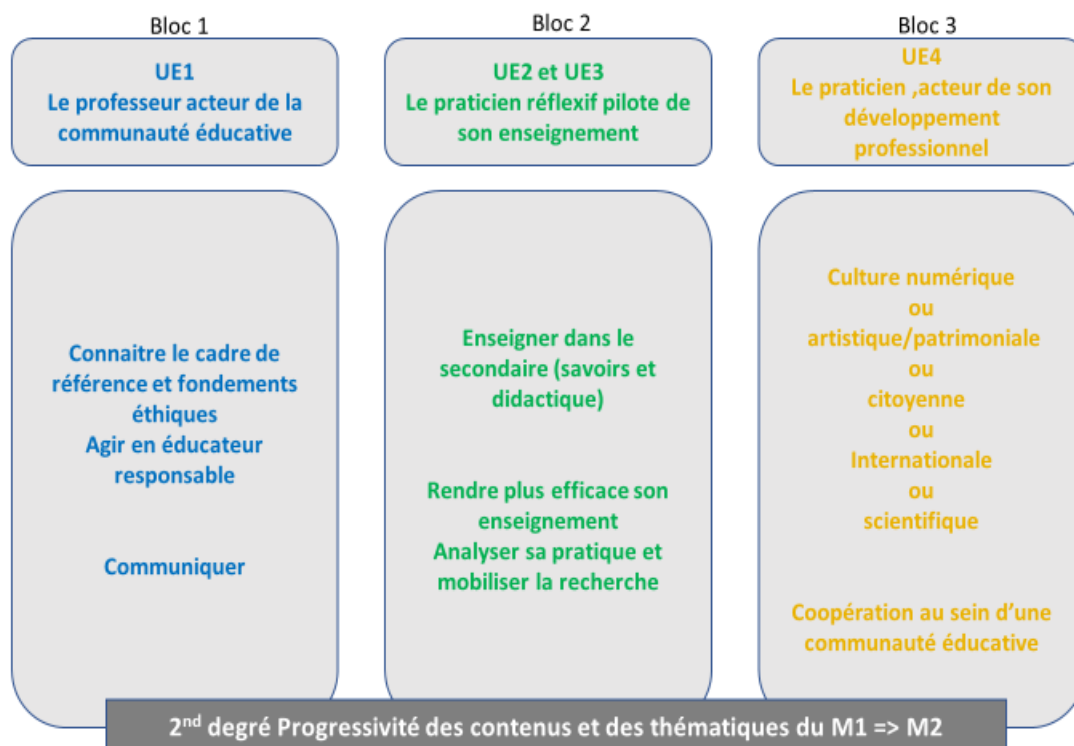 Bloc 1
UE1
Le professeur acteur de la
communauté éducative
Connaitre le cadre de
référence et fondements
éthiques
Agir en éducateur
responsable
Communiquer
Bloc 2
UE2 et UE3
Le praticien réflexif pilote de
son enseignement
Enseigner dans le
secondaire (savoirs et
didactique)
Rendre plus efficace son
enseignement
Analyser sa pratique et
mobiliser la recherche
Bloc 3
UE4
Le praticien ,acteur de son
développement
professionnel
Culture numérique
ou
artistique/patrimoniale
ou
citoyenne
ou
Internationale
ou
scientifique
Coopération au sein d’une
communauté éducative
2nd degré Progressivité des contenus et des thématiques du M1 => M2